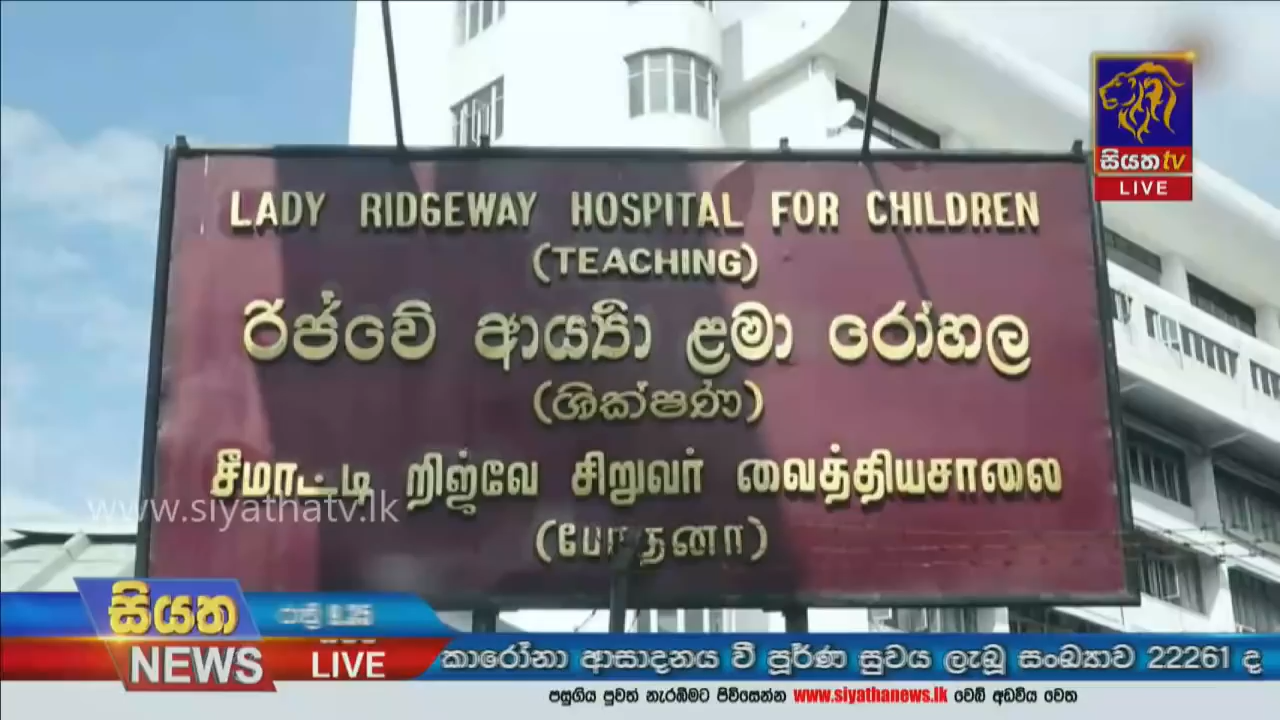 LADY RIDGEWAY HOSPITAL FOR CHILDREN
(TEACHING)
රිජ්වේ ආර්යා ළමා රෝහල
(ශික්ෂණ)
சீமாட்டி றிஜ்வே சிறுவர் வைத்தியசாலை
(போதனா)
සියත tv
LIVE
www.siyathatv.lk
සියත
NEWS
LIVE
කාරෝනා ආසාදනය වී පූර්ණ සුවය ලැබූ සංඛ්‍යාව 22261 ද
පසුගිය පුවත් නැරඹීමට පිවිසෙන්න www.siyathanews.lk වෙබ් අඩවිය වෙත